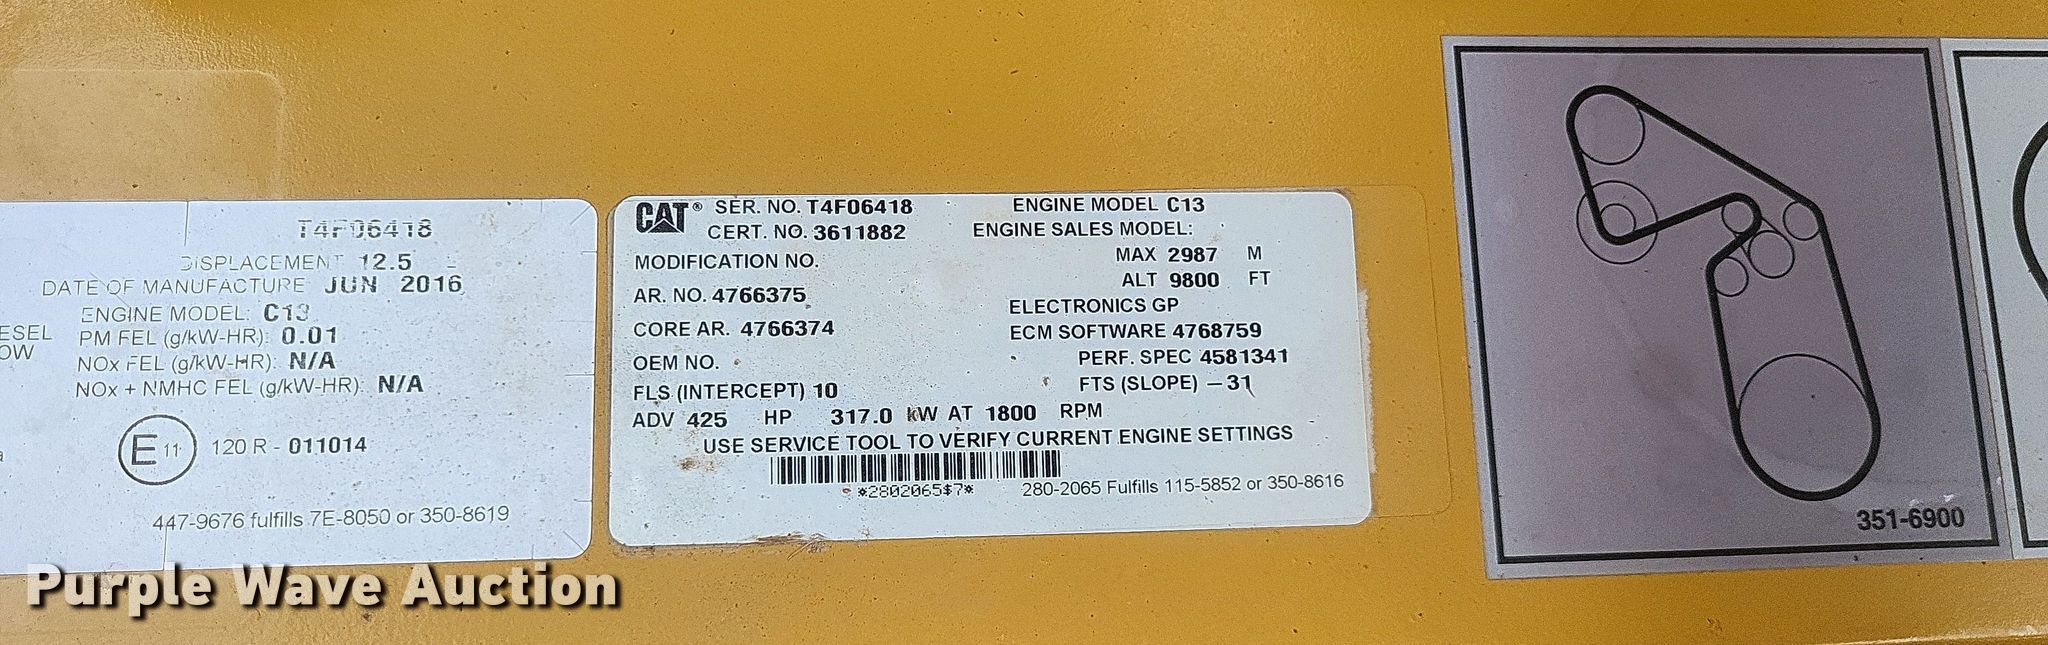 T4F06418
DISPLACEMENT 12.5 L
DATE OF MANUFACTURE JUN 2016
ENGINE MODEL: C13
ESEL
PM FEL (g/kW-HR): 0.01
OW
NOx FEL (g/kW-HR): N/A
NOx + NMHC FEL (g/kW-HR): N/A
E 11 120 R - 011014
a
447-9676 fulfills 7E-8050 or 350-8619
CAT® SER. NO. T4F06418 ENGINE MODEL C13
CERT. NO. 3611882 ENGINE SALES MODEL:
MODIFICATION NO. MAX 2987 M
ALT 9800 FT
AR. NO. 4766375 ELECTRONICS GP
CORE AR. 4766374 ECM SOFTWARE 4768759
OEM NO. PERF. SPEC 4581341
FLS (INTERCEPT) 10 FTS (SLOPE) -31
ADV 425 HP 317.0 kW AT 1800 RPM
USE SERVICE TOOL TO VERIFY CURRENT ENGINE SETTINGS
*2802065$7* 280-2065 Fulfills 115-5852 or 350-8616
351-6900
Purple Wave Auction